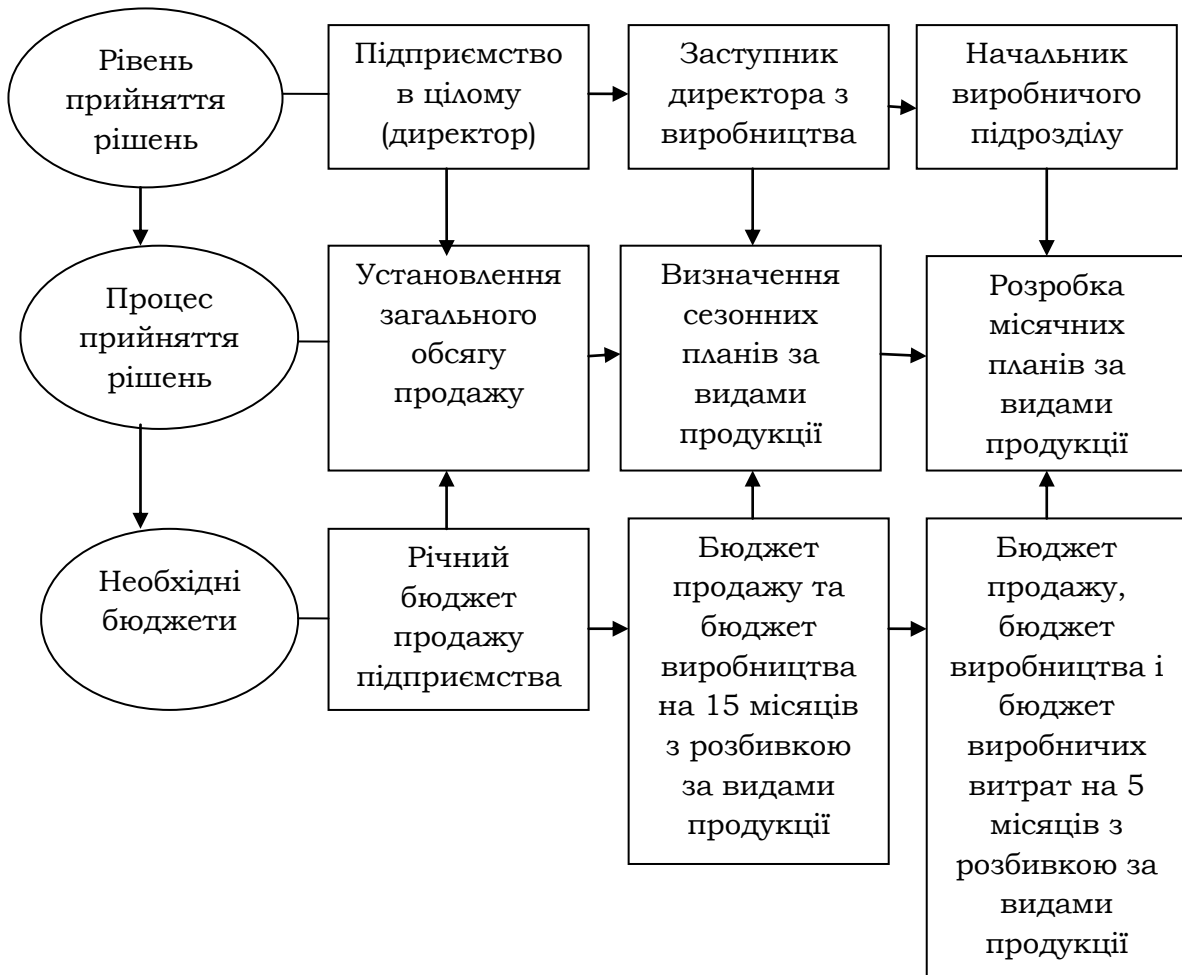 Рівень
прийняття
рішень
Підприємство
в цілому
(директор)
Заступник
директора з
виробництва
Начальник
виробничого
підрозділу
Процес
прийняття
рішень
Установлення
загального
обсягу
продажу
Визначення
сезонних
планів за
видами
продукції
Розробка
місячних
планів за
видами
продукції
Необхідні
бюджети
Річний
бюджет
продажу
підприємства
Бюджет
продажу та
бюджет
виробництва
на 15 місяців
з розбивкою
за видами
продукції
Бюджет
продажу,
бюджет
виробництва і
бюджет
виробничих
витрат на 5
місяців з
розбивкою за
видами
продукції